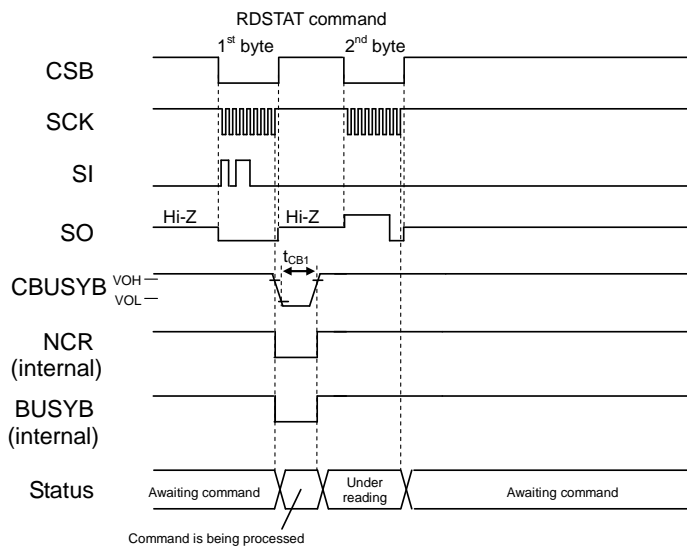 RDSTAT command
1st byte
2nd byte
CSB
SCK
SI
Hi-Z
Hi-Z
SO
tCB1
VOH
CBUSYB
VOL
NCR
(internal)
BUSYB
(internal)
Status
Awaiting command
Under
reading
Awaiting command
Command is being processed